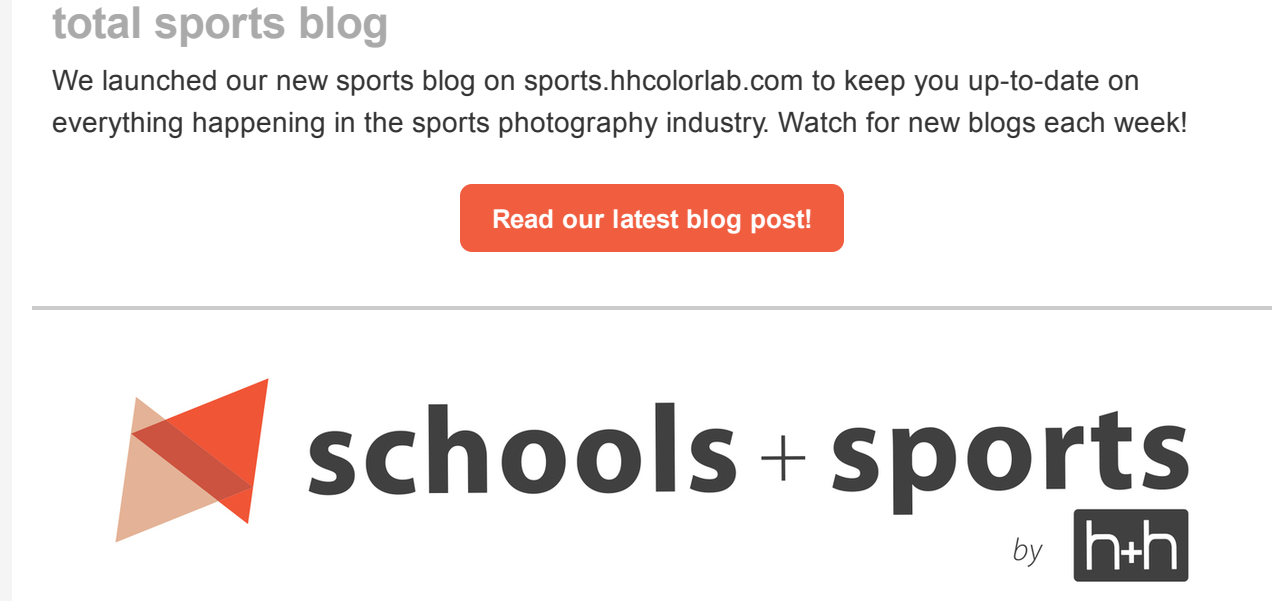 total sports blog
We launched our new sports blog on sports.hhcolorlab.com to keep you up-to-date on
everything happening in the sports photography industry. Watch for new blogs each week!
Read our latest blog post!
schools + sports
by h+h